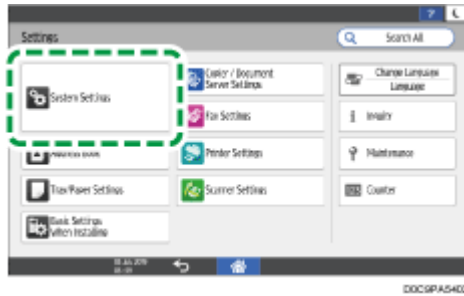 ?
Settings
Search All
System Settings
Copier / Document
Server Settings
Change Language
Language
Fax Settings
i Inquiry
Address Book
Printer Settings
Maintenance
Tray/Paper Settings
Scanner Settings
Counter
Basic Settings
When Installing
D0C9PA5402